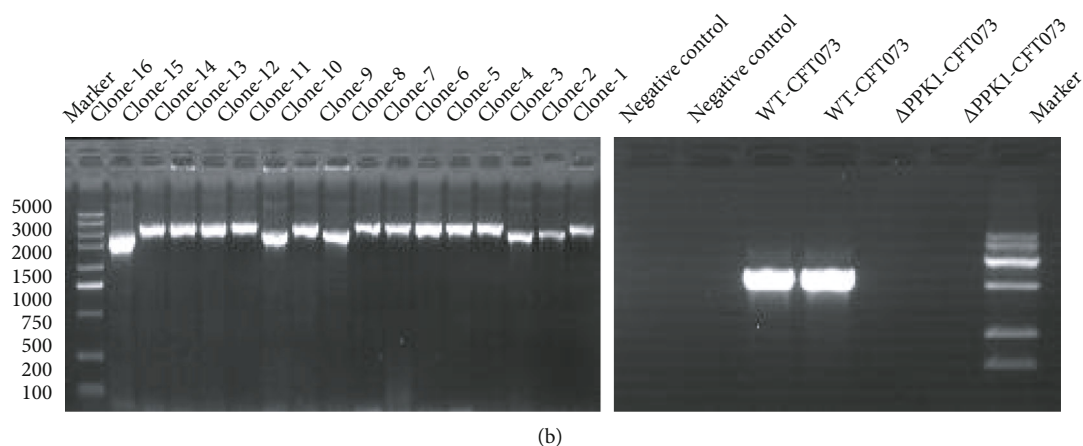 Marker
Clone-16
Clone-15
Clone-14
Clone-13
Clone-12
Clone-11
Clone-10
Clone-9
Clone-8
Clone-7
Clone-6
Clone-5
Clone-4
Clone-3
Clone-2
Clone-1
Negative control
Negative control
WT-CFT073
WT-CFT073
ΔPPK1-CFT073
ΔPPK1-CFT073
Marker
5000
3000
2000
1500
1000
750
500
200
100
(b)